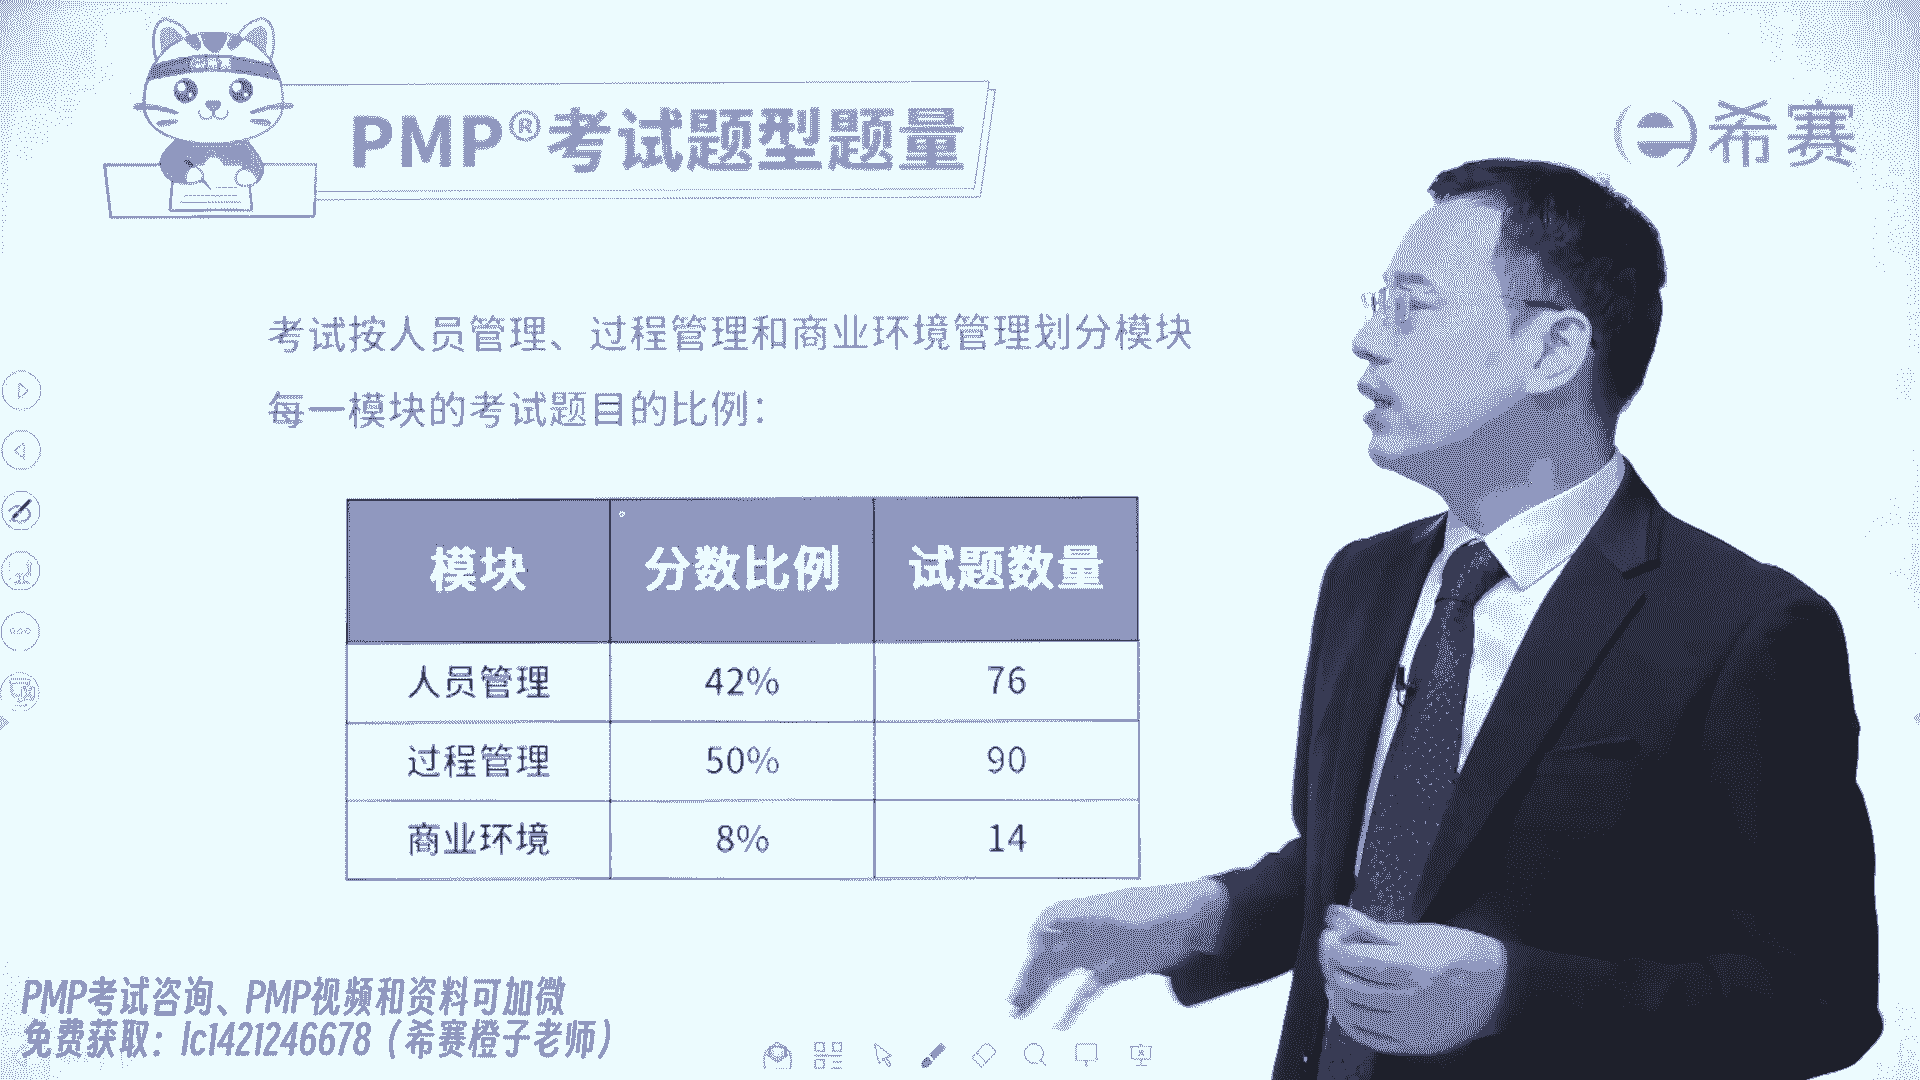 PMP®考试题型题量
希赛
考试按人员管理、过程管理和商业环境管理划分模块
每一模块的考试题目的比例：
模块 分数比例 试题数量
人员管理 42% 76
过程管理 50% 90
商业环境 8% 14
PMP考试咨询、PMP视频和资料可加微
免费获取：lc1421246678（希赛橙子老师）